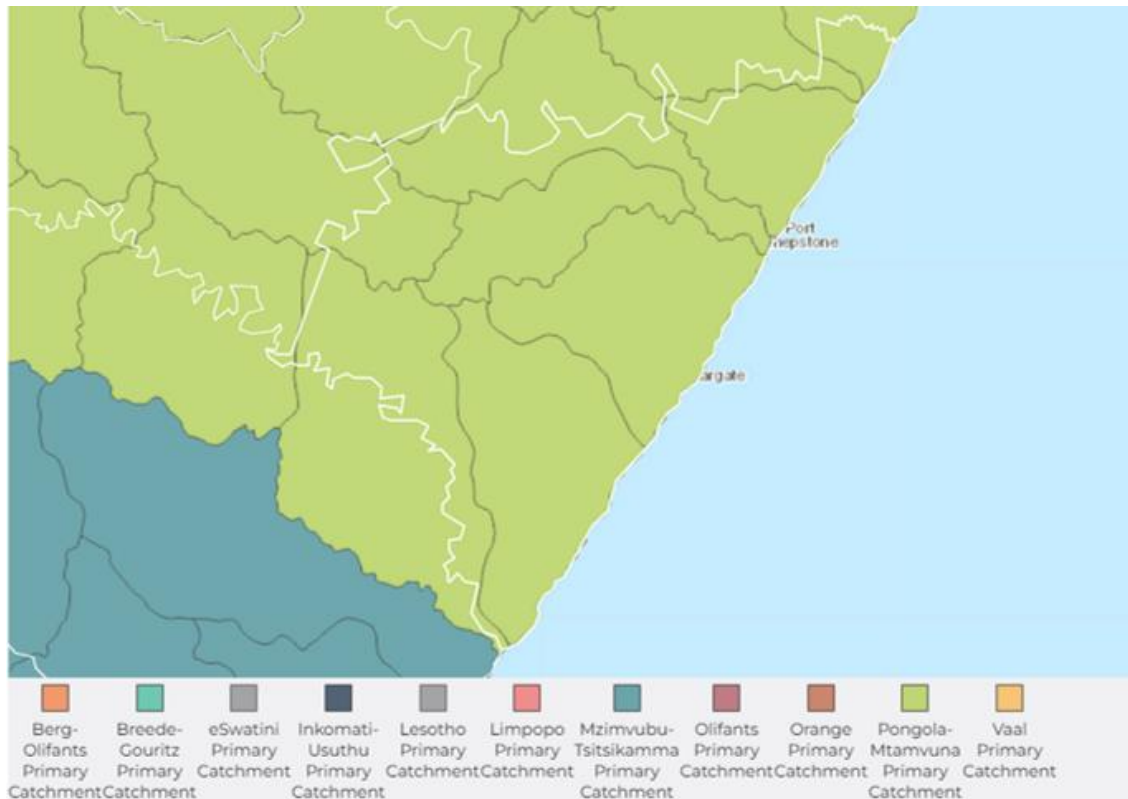 Port
hepstone
argate
Berg-
Olifants
Primary
Catchment
Breede-
Gouritz
Primary
Catchment
eSwatini
Primary
Catchment
Inkomati-
Usuthu
Primary
Catchment
Lesotho
Primary
Catchment
Limpopo
Primary
Catchment
Mzimvubu-
Tsitsikamma
Primary
Catchment
Olifants
Primary
Catchment
Orange
Primary
Catchment
Pongola-
Mtamvuna
Primary
Catchment
Vaal
Primary
Catchment